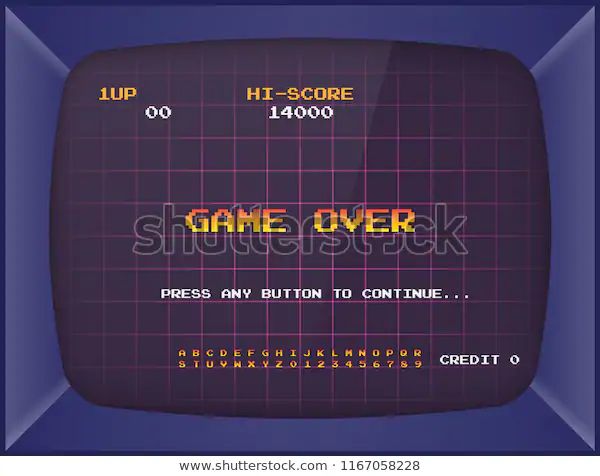 1UP HI-SCORE
00 14000
GAME OVER
shutterstock
PRESS ANY BUTTON TO CONTINUE...
A B C D E F G H I J K L M N O P Q R
S T U V W X Y Z 0 1 2 3 4 5 6 7 8 9
CREDIT 0
www.shutterstock.com · 1167058228